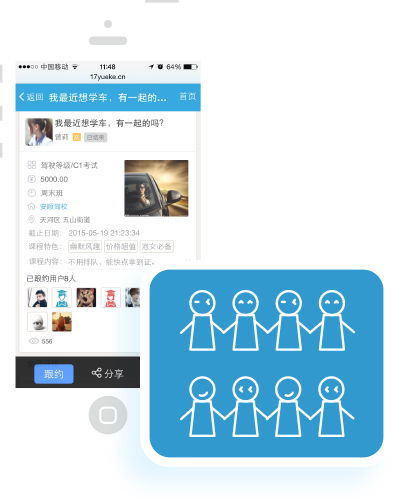 中国移动 11:48 64%
17yueke.cn
返回 我最近想学车，有一起的... 首页
我最近想学车，有一起的吗？
已结束
驾驶等级/C1考试
5000.00
周末班
安顺驾校
天河区 五山街道
截止日期： 2015-05-19 21:23:34
课程特色： 幽默风趣 价格超值 泡女必备
课程内容： 不用排队，能快点拿到证。
已跟约用户8人
556
跟约 分享